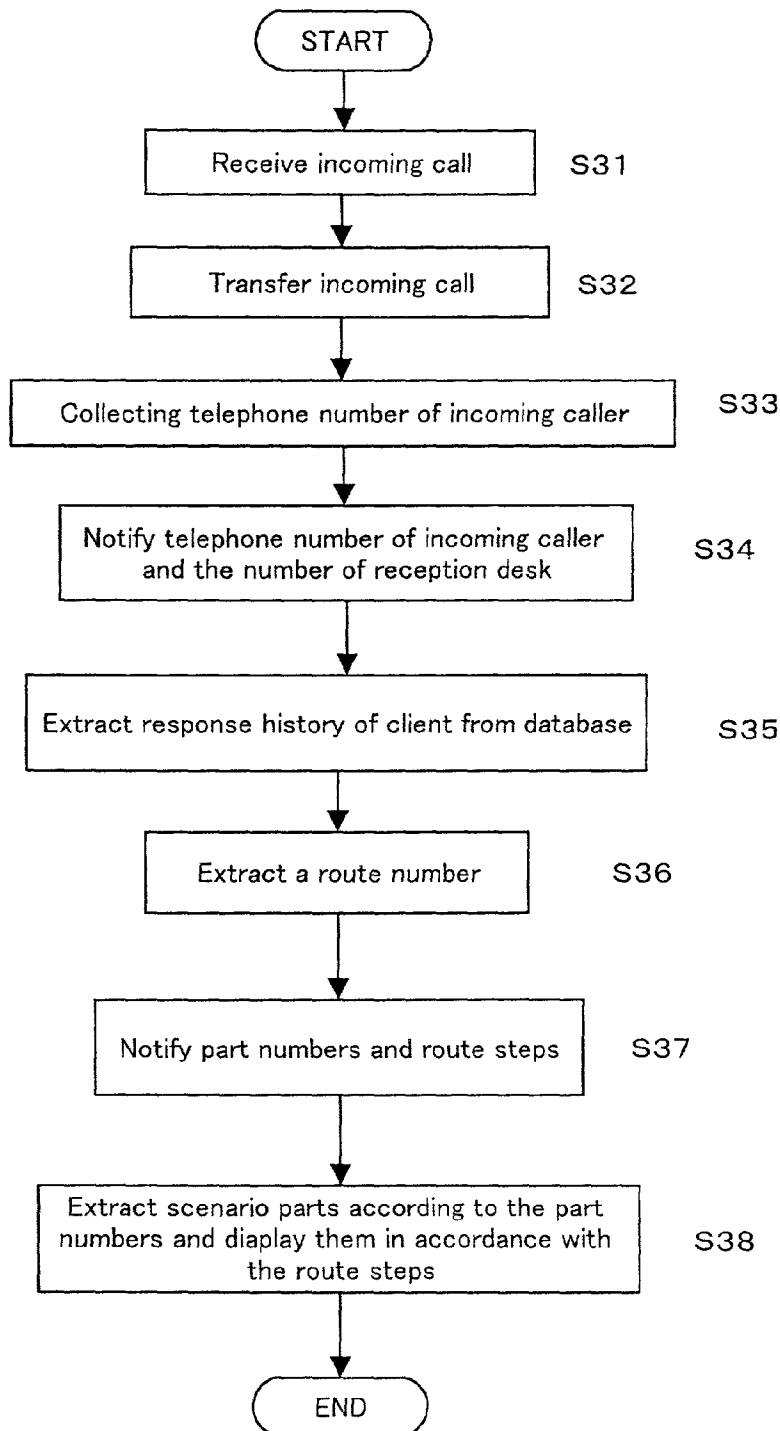 START
Receive incoming call
S31
Transfer incoming call
S32
Collecting telephone number of incoming caller
S33
Notify telephone number of incoming caller
and the number of reception desk
S34
Extract response history of client from database
S35
Extract a route number
S36
Notify part numbers and route steps
S37
Extract scenario parts according to the part
numbers and diaplay them in accordance with
the route steps
S38
END